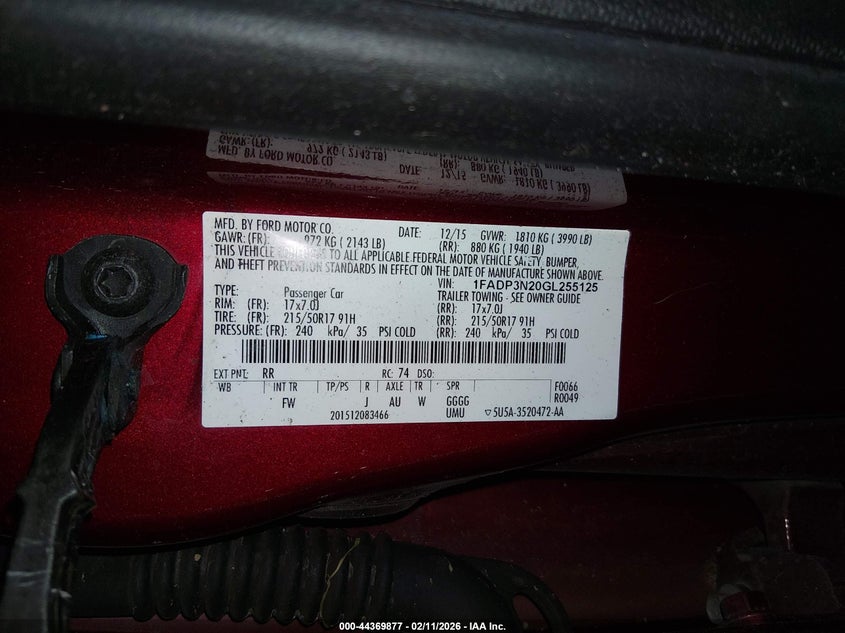 MFD. BY FORD MOTOR CO. DATE: 12/15 GVWR: 1810 KG ( 3990 LB)
GAWR: (FR): 972 KG ( 2143 LB) (RR): 880 KG ( 1940 LB)
THIS VEHICLE CONFORMS TO ALL APPLICABLE FEDERAL MOTOR VEHICLE SAFETY, BUMPER,
AND THEFT PREVENTION STANDARDS IN EFFECT ON THE DATE OF MANUFACTURE SHOWN ABOVE.
VIN: 1FADP3N20GL255125
TYPE: Passenger Car TRAILER TOWING - SEE OWNER GUIDE
RIM: (FR): 17x7.0J (RR): 17x7.0J
TIRE: (FR): 215/50R17 91H (RR): 215/50R17 91H
PRESSURE: (FR): 240 kPa/ 35 PSI COLD (RR): 240 kPa/ 35 PSI COLD
EXT PNT: RR RC: 74 DSO:
WB INT TR TP/PS R AXLE TR SPR F0066
FW J AU W GGGG R0049
201512083466 UMU ▽5U5A-3520472-AA
000-44369877 - 02/11/2026 - IAA Inc.